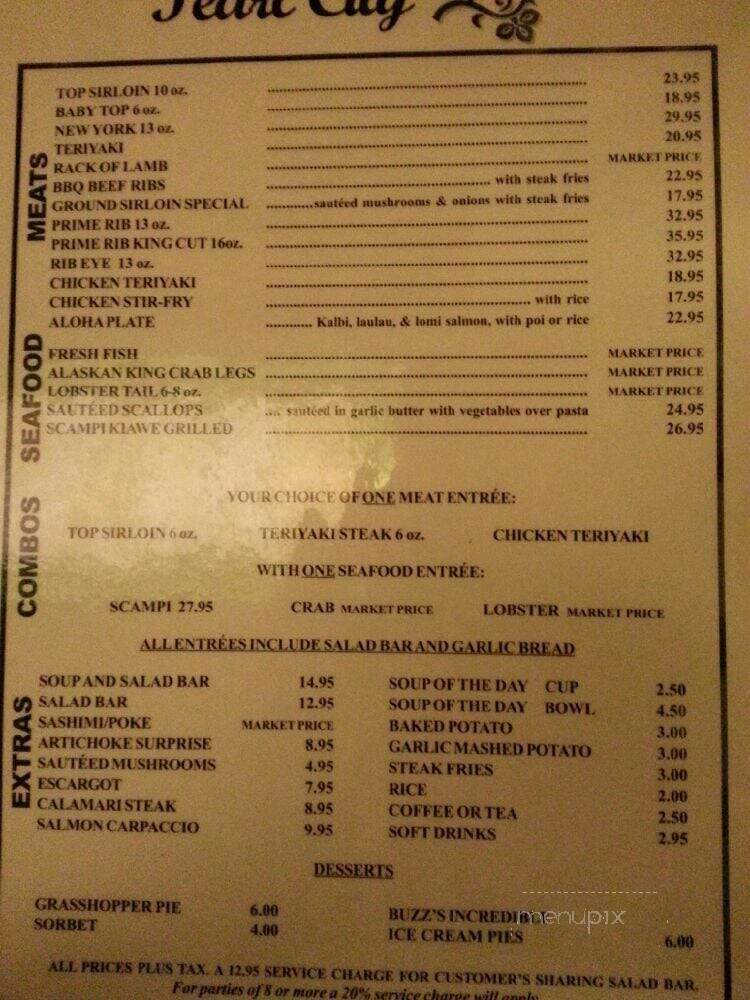 Pearl City
MEATS
TOP SIRLOIN 10 oz. 23.95
BABY TOP 6 oz. 18.95
NEW YORK 13 oz. 29.95
TERIYAKI 20.95
RACK OF LAMB MARKET PRICE
BBQ BEEF RIBS with steak fries 22.95
GROUND SIRLOIN SPECIAL sautéed mushrooms & onions with steak fries 17.95
PRIME RIB 13 oz. 32.95
PRIME RIB KING CUT 16oz. 35.95
RIB EYE 13 oz. 32.95
CHICKEN TERIYAKI 18.95
CHICKEN STIR-FRY with rice 17.95
ALOHA PLATE Kalbi, laulau, & lomi salmon, with poi or rice 22.95
SEAFOOD
FRESH FISH MARKET PRICE
ALASKAN KING CRAB LEGS MARKET PRICE
LOBSTER TAIL 6-8 oz. MARKET PRICE
SAUTÉED SCALLOPS sautéed in garlic butter with vegetables over pasta 24.95
SCAMPI KIAWE GRILLED 26.95
COMBOS
YOUR CHOICE OF ONE MEAT ENTRÉE:
TOP SIRLOIN 6 oz. TERIYAKI STEAK 6 oz. CHICKEN TERIYAKI
WITH ONE SEAFOOD ENTRÉE:
SCAMPI 27.95 CRAB MARKET PRICE LOBSTER MARKET PRICE
ALL ENTRÉES INCLUDE SALAD BAR AND GARLIC BREAD
EXTRAS
SOUP AND SALAD BAR 14.95
SALAD BAR 12.95
SASHIMI/POKE MARKET PRICE
ARTICHOKE SURPRISE 8.95
SAUTÉED MUSHROOMS 4.95
ESCARGOT 7.95
CALAMARI STEAK 8.95
SALMON CARPACCIO 9.95
SOUP OF THE DAY CUP 2.50
SOUP OF THE DAY BOWL 4.50
BAKED POTATO 3.00
GARLIC MASHED POTATO 3.00
STEAK FRIES 3.00
RICE 2.00
COFFEE OR TEA 2.50
SOFT DRINKS 2.95
DESSERTS
GRASSHOPPER PIE 6.00
SORBET 4.00
BUZZ'S INCREDIBLE
ICE CREAM PIES 6.00
menupix
ALL PRICES PLUS TAX. A 12.95 SERVICE CHARGE FOR CUSTOMER'S SHARING SALAD BAR.
For parties of 8 or more a 20% service charge will apply.